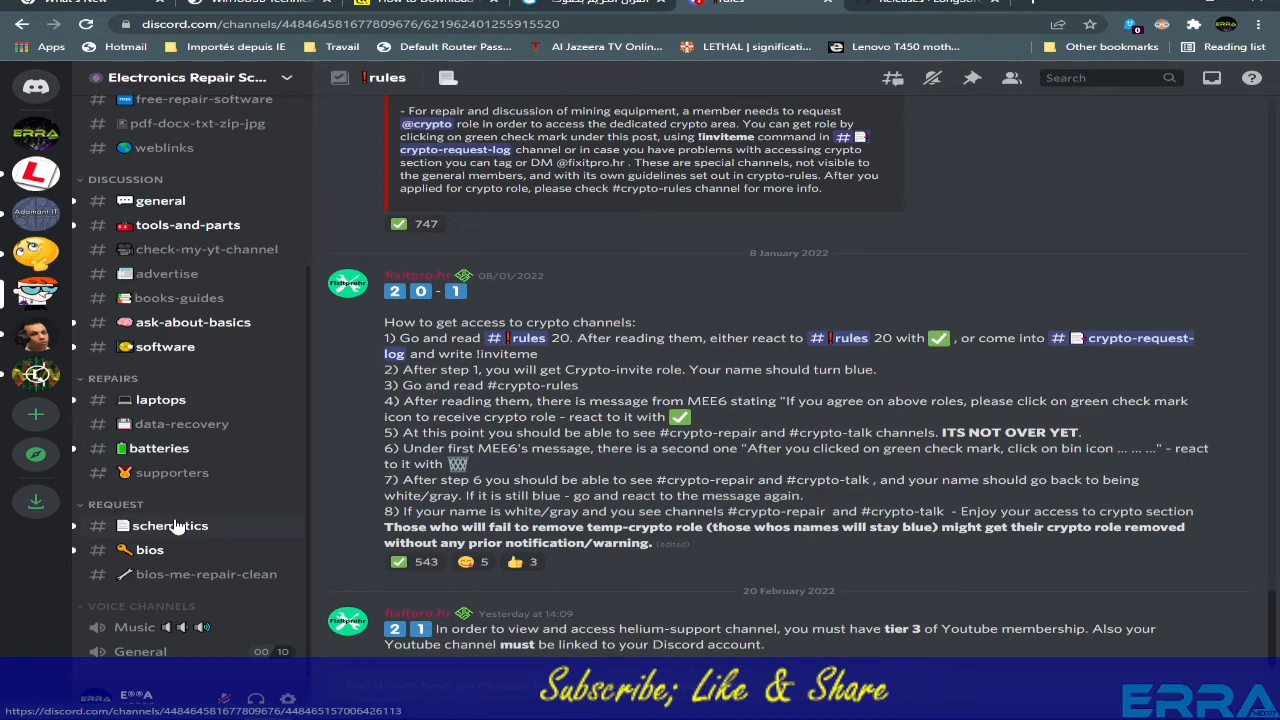 What's New
How to Download
!rules
Releases · LongSoft
discord.com/channels/448464581677809676/621962401255915520
Apps
Hotmail
Importés depuis IE
Travail
Default Router Pass...
Al Jazeera TV Online...
LETHAL | significati...
Lenovo T450 moth...
Other bookmarks
Reading list
Electronics Repair Sc...
free-repair-software
pdf-docx-txt-zip-jpg
weblinks
DISCUSSION
general
tools-and-parts
check-my-yt-channel
advertise
books-guides
ask-about-basics
software
REPAIRS
laptops
data-recovery
batteries
supporters
REQUEST
schematics
bios
bios-me-repair-clean
VOICE CHANNELS
Music
General 00 10
ERRA
Adamant IT
E®®A
!rules
Search
- For repair and discussion of mining equipment, a member needs to request
@crypto role in order to access the dedicated crypto area. You can get role by
clicking on green check mark under this post, using !inviteme command in #
crypto-request-log channel or in case you have problems with accessing crypto
section you can tag or DM @fixitpro.hr . These are special channels, not visible to
the general members, and with its own guidelines set out in crypto-rules. After you
applied for crypto role, please check #crypto-rules channel for more info.
747
8 January 2022
fixitpro.hr 08/01/2022
2 0 - 1
How to get access to crypto channels:
1) Go and read # !rules 20. After reading them, either react to # !rules 20 with ✅ , or come into # crypto-request-
log and write !inviteme
2) After step 1, you will get Crypto-invite role. Your name should turn blue.
3) Go and read #crypto-rules
4) After reading them, there is message from MEE6 stating "If you agree on above roles, please click on green check mark
icon to receive crypto role - react to it with ✅
5) At this point you should be able to see #crypto-repair and #crypto-talk channels. ITS NOT OVER YET.
6) Under first MEE6's message, there is a second one "After you clicked on green check mark, click on bin icon ... ... ..." - react
to it with 🗑
7) After step 6 you should be able to see #crypto-repair and #crypto-talk , and your name should go back to being
white/gray. If it is still blue - go and react to the message again.
8) If your name is white/gray and you see channels #crypto-repair and #crypto-talk - Enjoy your access to crypto section
Those who will fail to remove temp-crypto role (those whos names will stay blue) might get their crypto role removed
without any prior notification/warning. (edited)
543 5 3
20 February 2022
fixitpro.hr Yesterday at 14:09
2 1 In order to view and access helium-support channel, you must have tier 3 of Youtube membership. Also your
Youtube channel must be linked to your Discord account.
Subscribe; Like & Share
ERRA
https://discord.com/channels/448464581677809676/448465157006426113